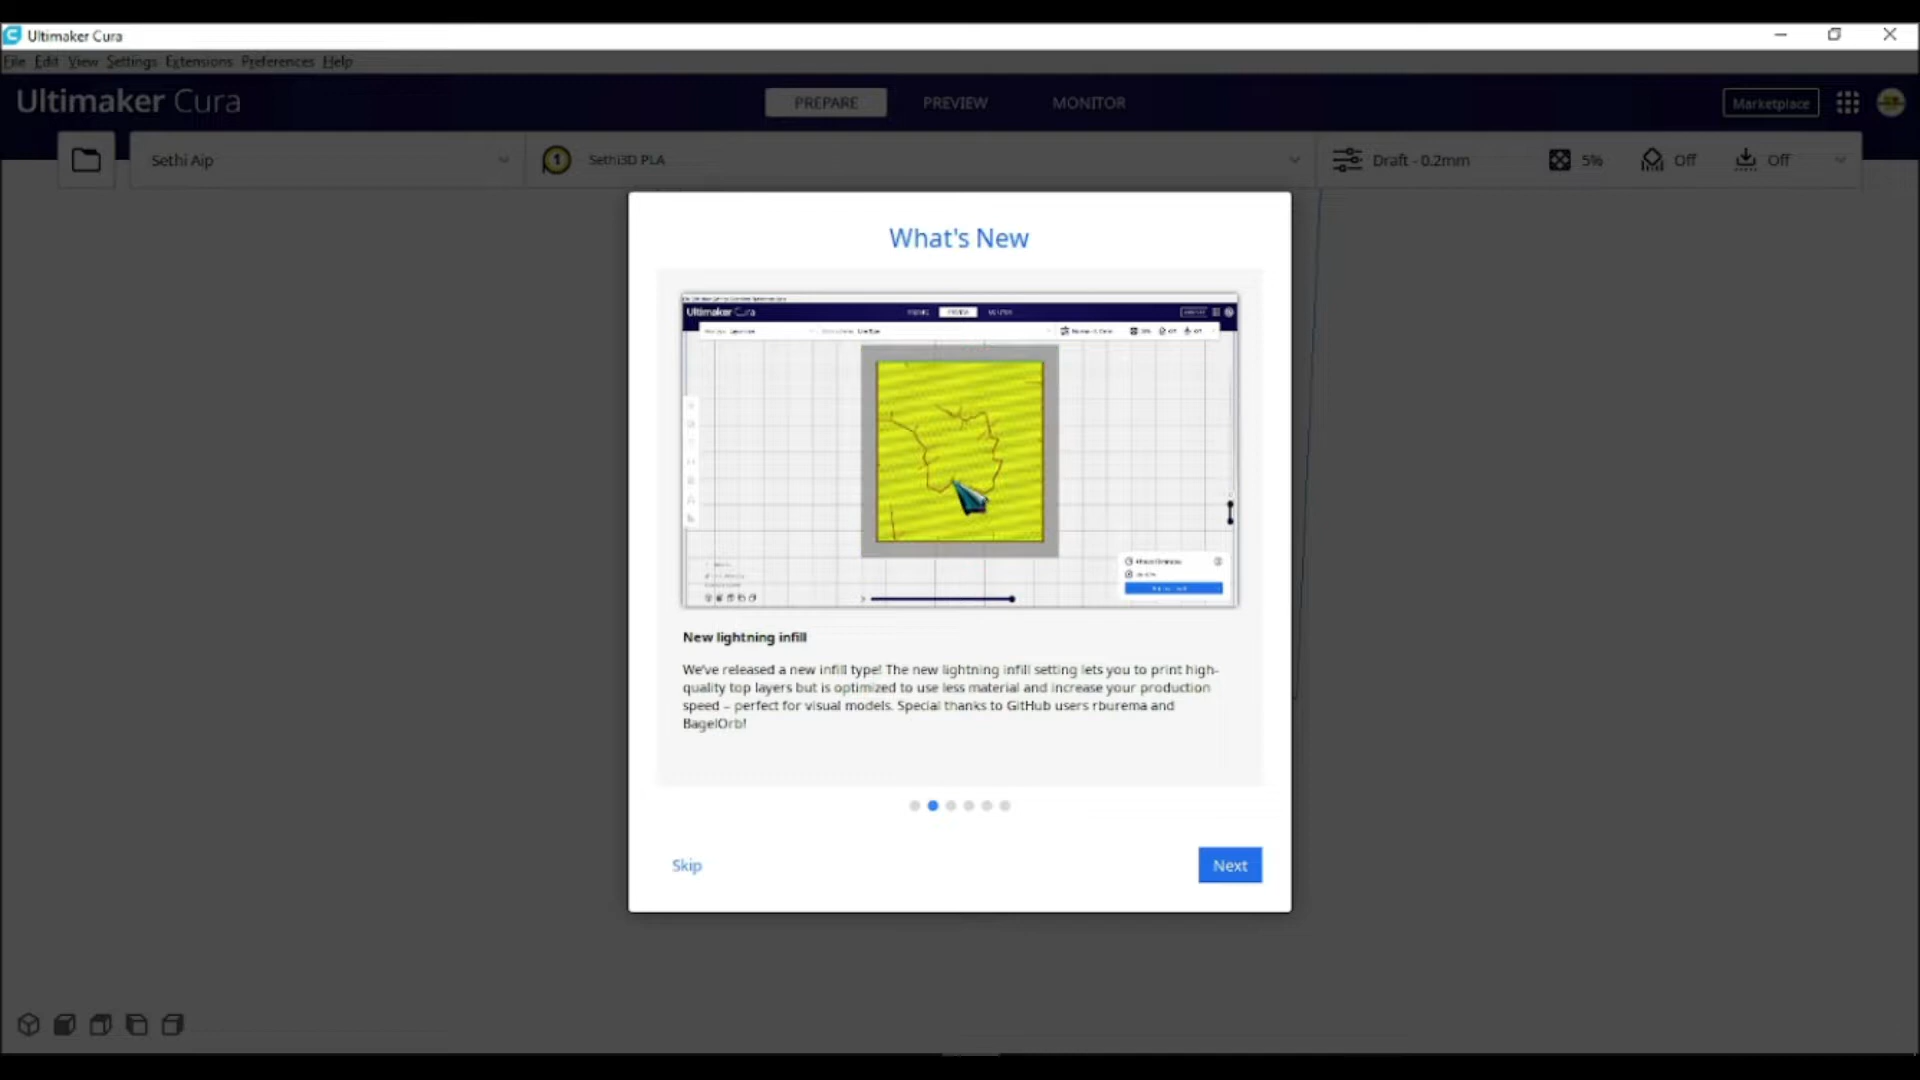 Ultimaker Cura
File Edit View Settings Extensions Preferences Help
Ultimaker Cura
PREPARE PREVIEW MONITOR Marketplace
Sethi Aip 1 Sethi3D PLA Draft - 0.2mm 5% Off Off
What's New
Ultimaker Cura
New lightning infill
We've released a new infill type! The new lightning infill setting lets you to print high-
quality top layers but is optimized to use less material and increase your production
speed – perfect for visual models. Special thanks to GitHub users rburema and
BagelOrb!
Skip Next